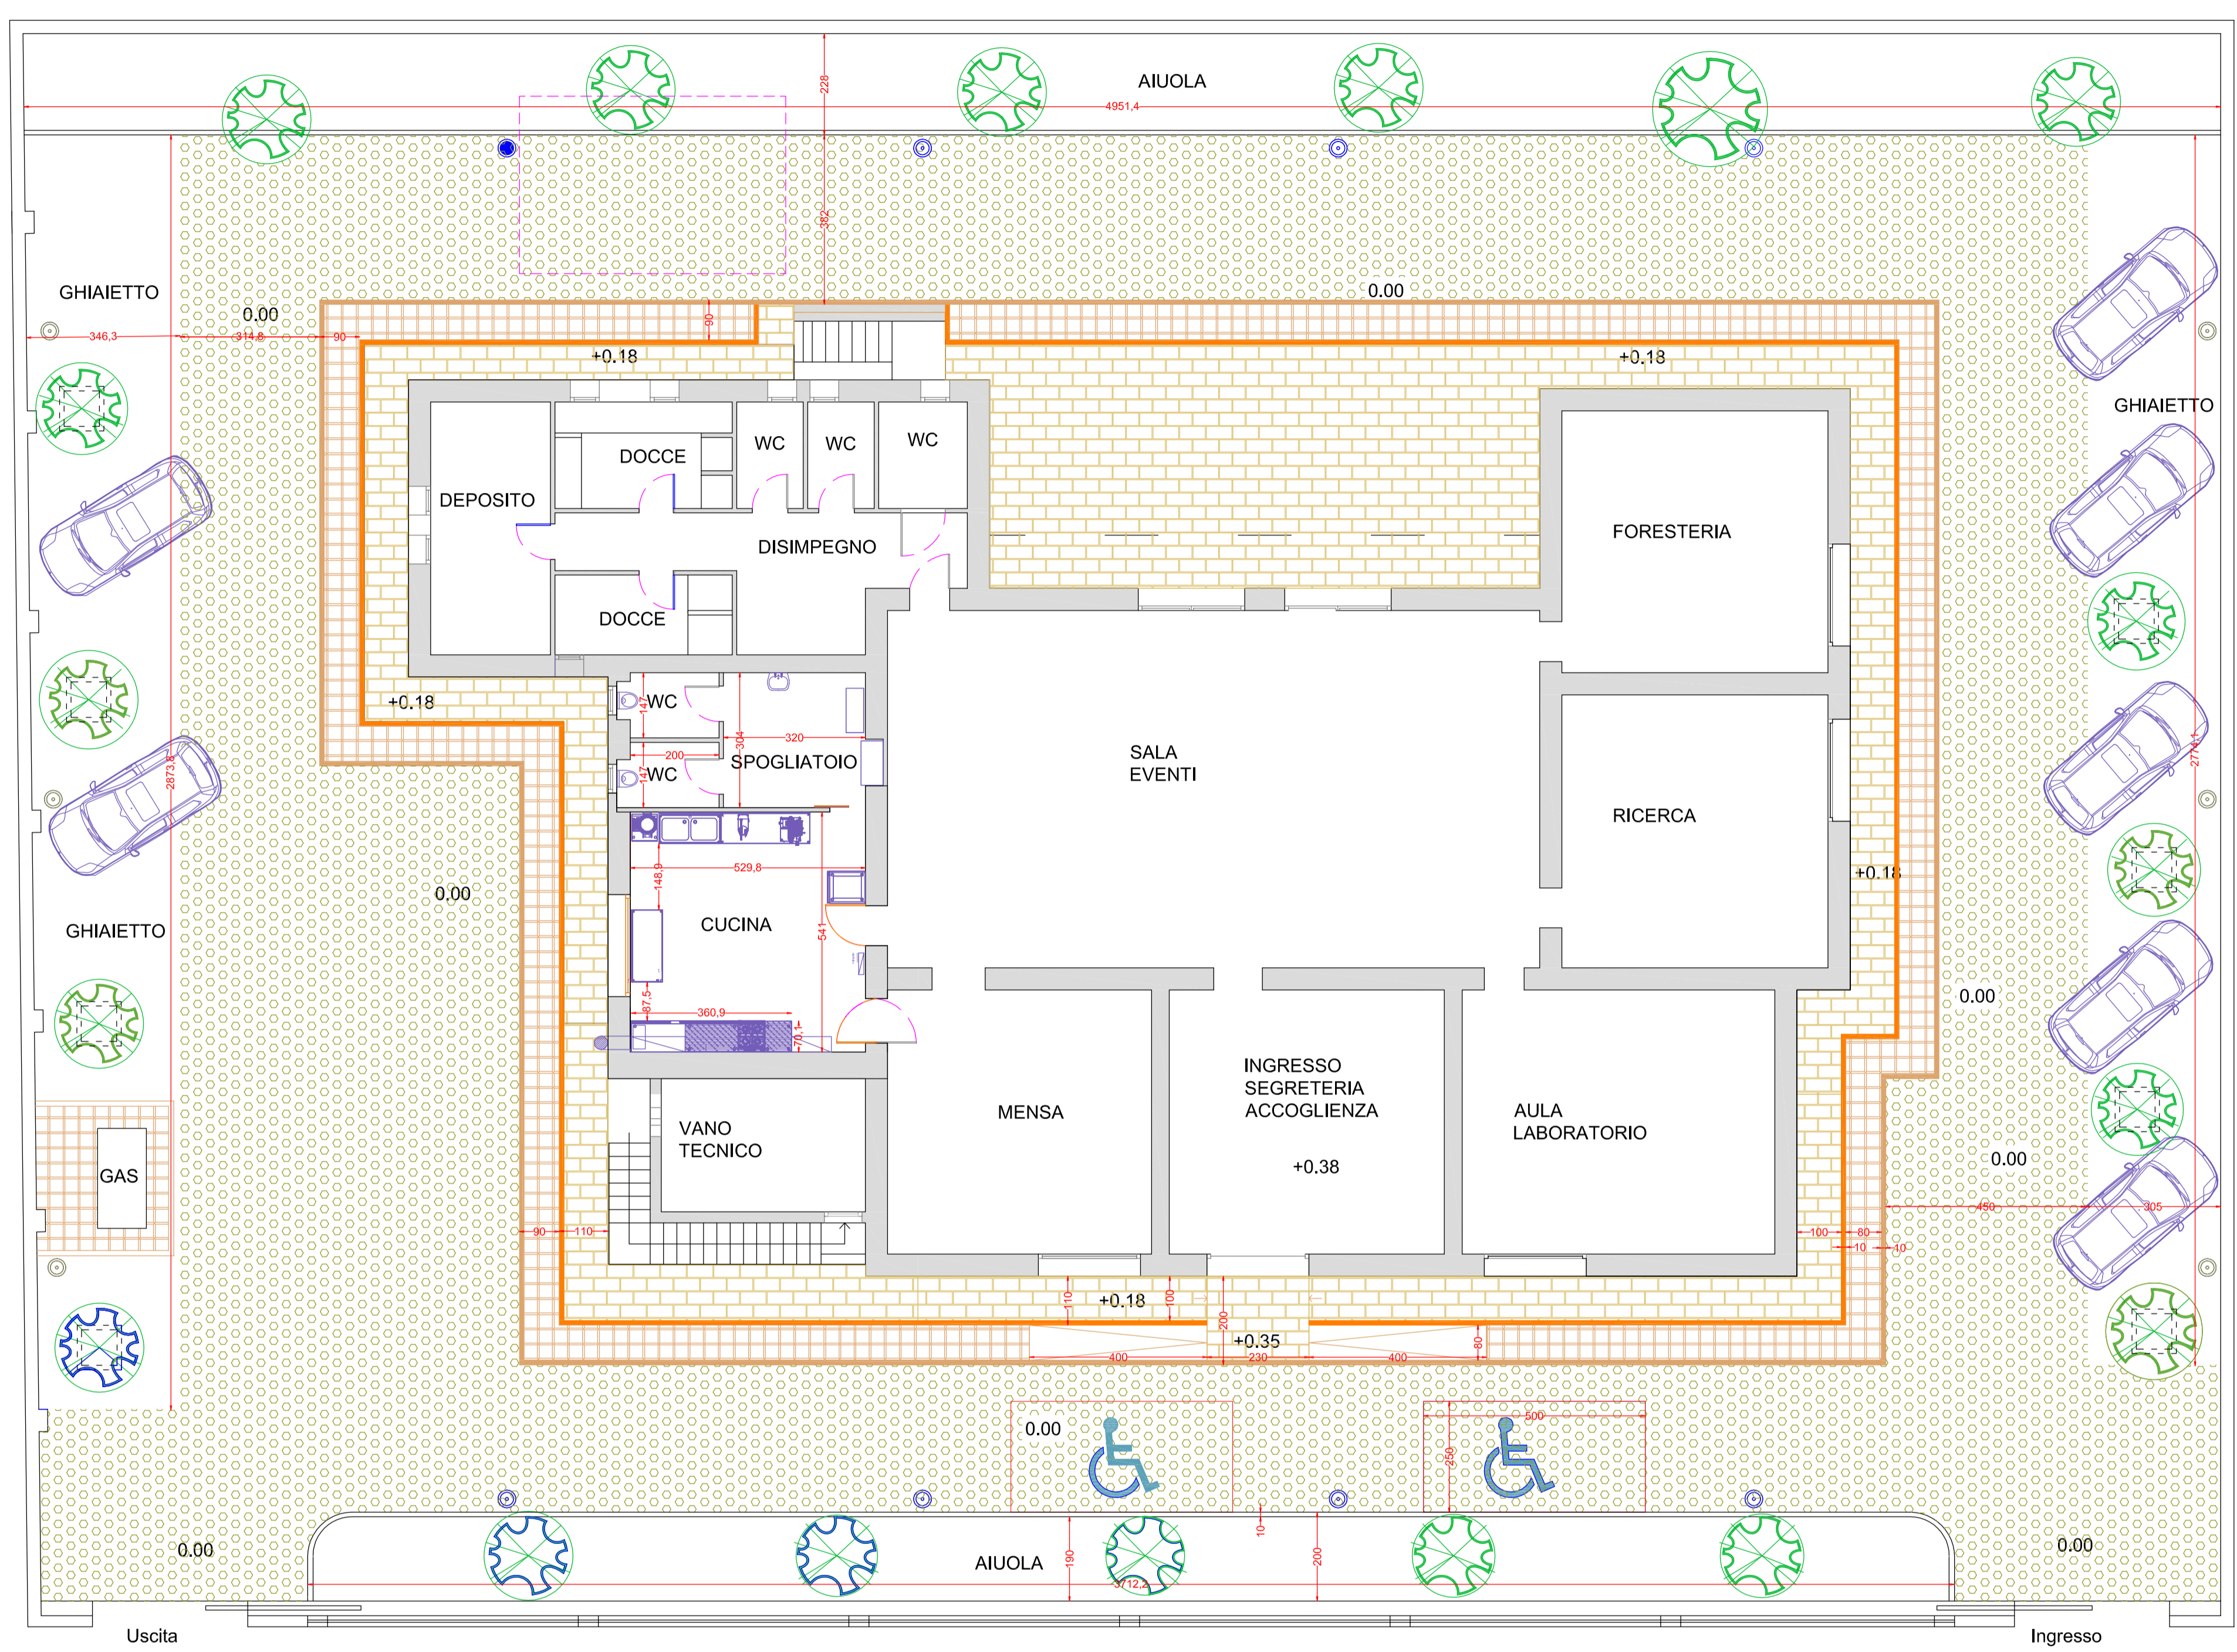 AIUOLA
228
4951,4
382
GHIAIETTO
0.00
0.00
346,3
314,8
90
90
+0.18
+0.18
GHIAIETTO
DOCCE
WC
WC
WC
DEPOSITO
FORESTERIA
DISIMPEGNO
DOCCE
+0.18
147
WC
304
320
200
SPOGLIATOIO
147
WC
SALA
EVENTI
2873,8
2774,1
RICERCA
148,9
529,8
+0.18
0.00
CUCINA
541
GHIAIETTO
87,5
360,9
70,1
0.00
INGRESSO
SEGRETERIA
ACCOGLIENZA
MENSA
AULA
LABORATORIO
VANO
TECNICO
0.00
+0.38
GAS
450
305
90
110
100
80
10
10
+0.18
110
100
200
+0.35
80
400
230
400
0.00
500
250
10
0.00
0.00
AIUOLA
190
200
3712,2
Uscita
Ingresso